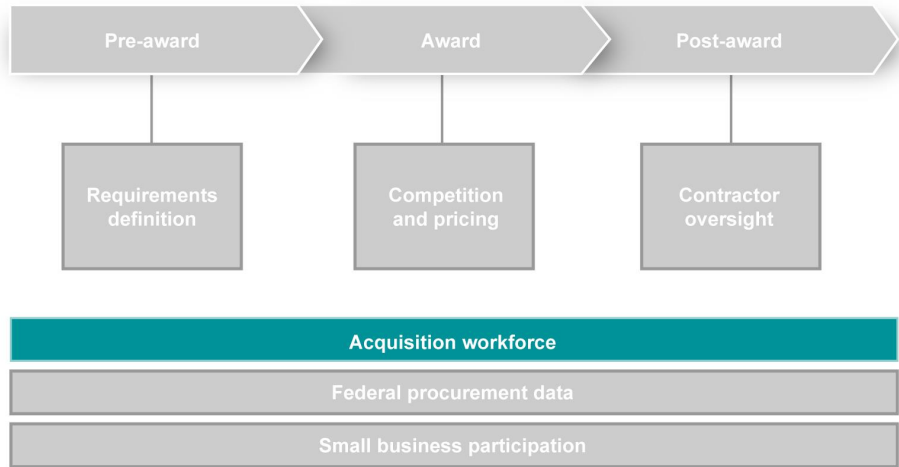 Pre-award
Award
Post-award
Requirements
definition
Competition
and pricing
Contractor
oversight
Acquisition workforce
Federal procurement data
Small business participation